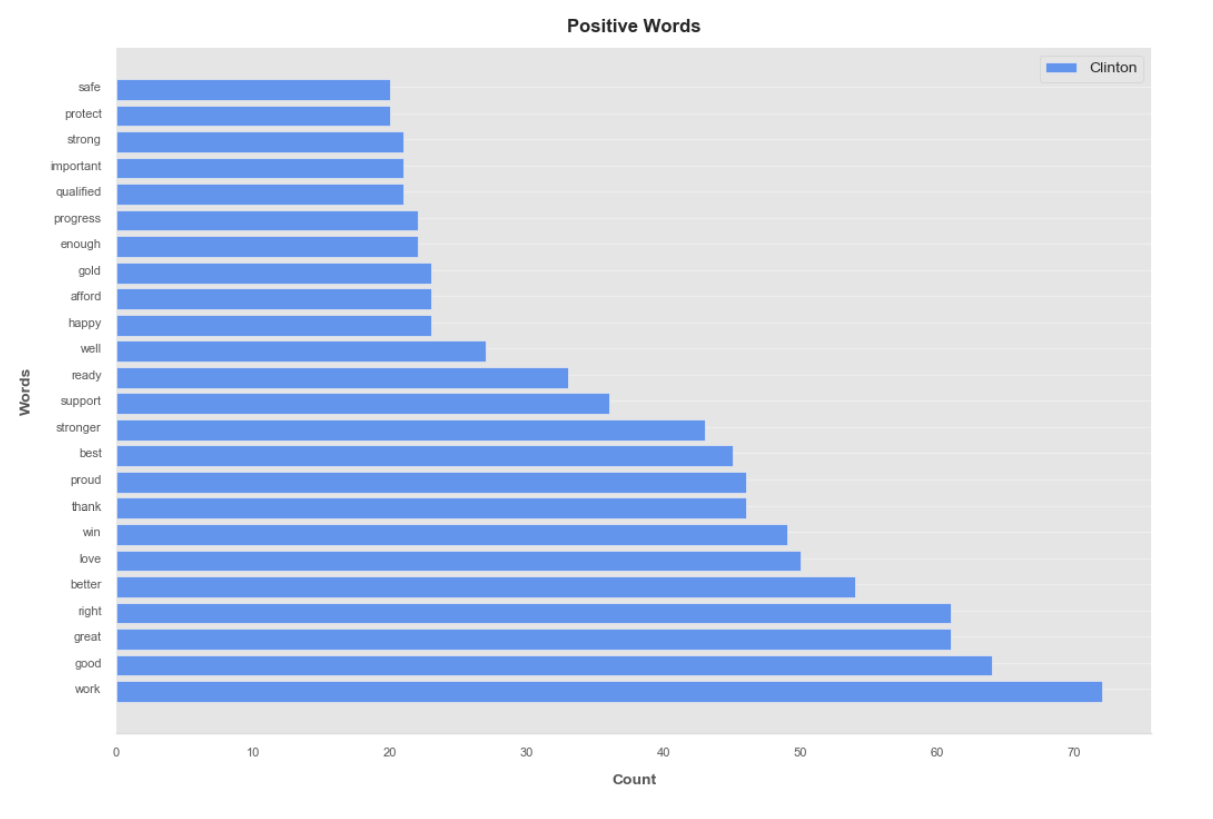 Positive Words
Clinton
safe
protect
strong
important
qualified
progress
enough
gold
afford
happy
well
ready
support
stronger
best
proud
thank
win
love
better
right
great
good
work
Words
0 10 20 30 40 50 60 70
Count